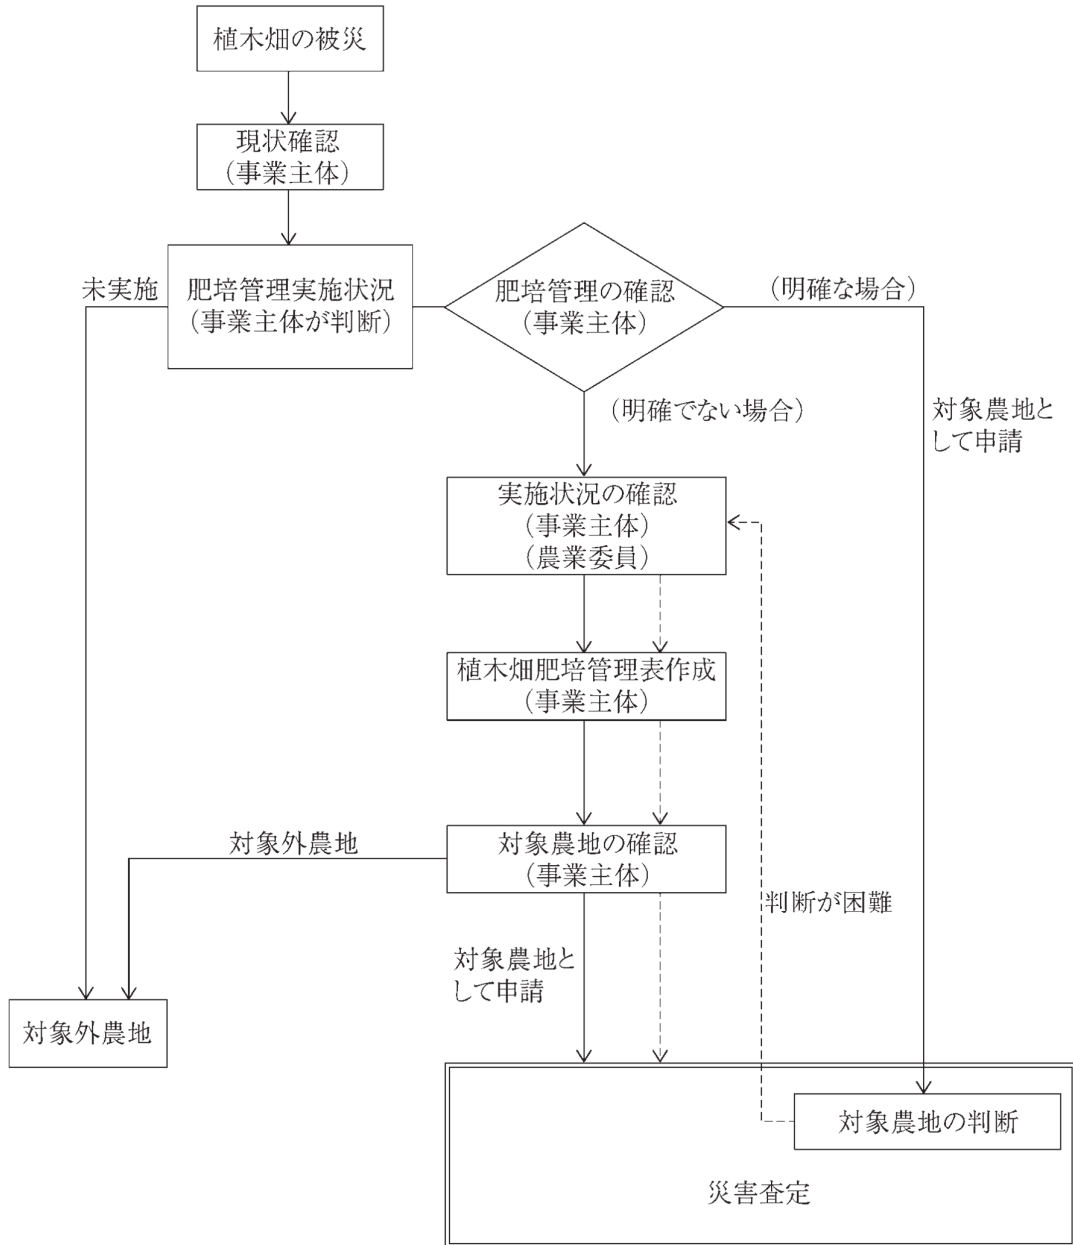 植木畑の被災
現状確認
（事業主体）
未実施
肥培管理実施状況
（事業主体が判断）
肥培管理の確認
（事業主体）
（明確な場合）
（明確でない場合）
対象農地と
して申請
実施状況の確認
（事業主体）
（農業委員）
植木畑肥培管理表作成
（事業主体）
対象外農地
対象農地の確認
（事業主体）
判断が困難
対象農地と
して申請
対象外農地
対象農地の判断
災害査定